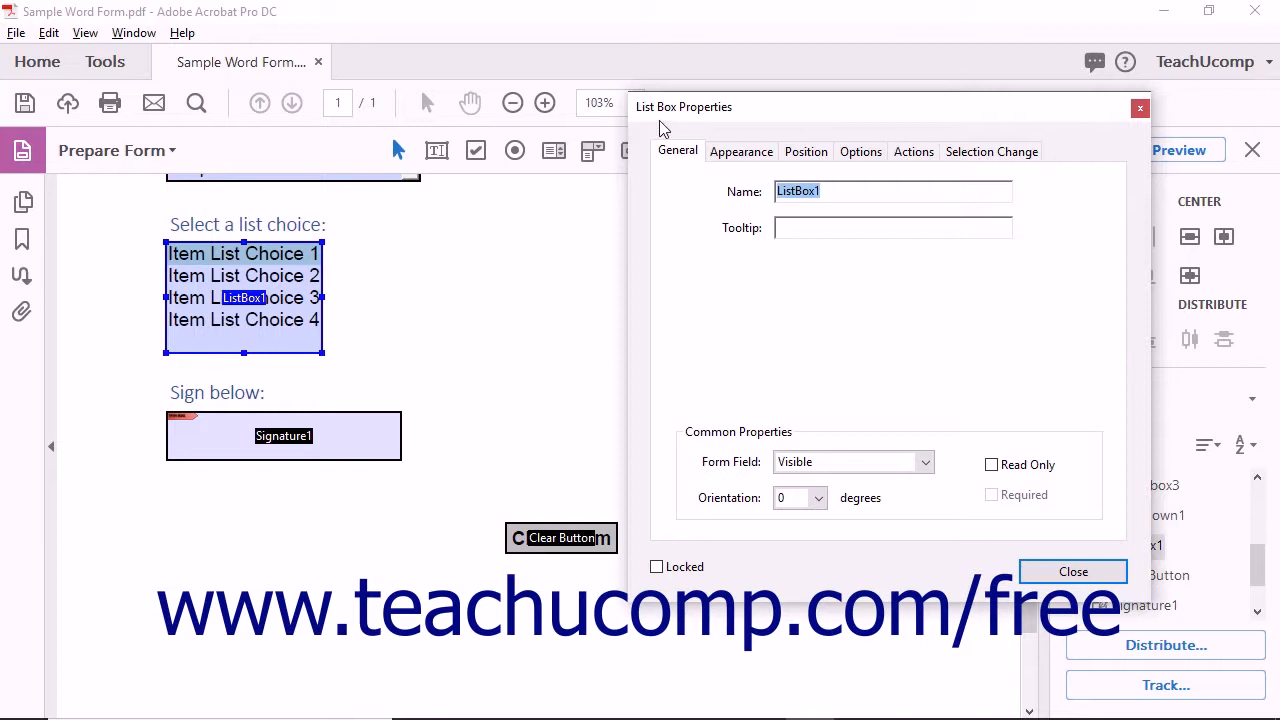 Sample Word Form.pdf - Adobe Acrobat Pro DC
File Edit View Window Help
Home Tools Sample Word Form.... × TeachUcomp
1 / 1 103%
Prepare Form Preview
List Box Properties
General Appearance Position Options Actions Selection Change
Name: ListBox1
Tooltip:
Common Properties
Form Field: Visible Read Only
Orientation: 0 degrees Required
Locked Close
Select a list choice:
Item List Choice 1
Item List Choice 2
Item List Choice 3
ListBox1
Item List Choice 4
Sign below:
Signature1
Clear Button
CENTER
DISTRIBUTE
box3
own1
x1
Button
Signature1
Distribute...
Track...
www.teachucomp.com/free